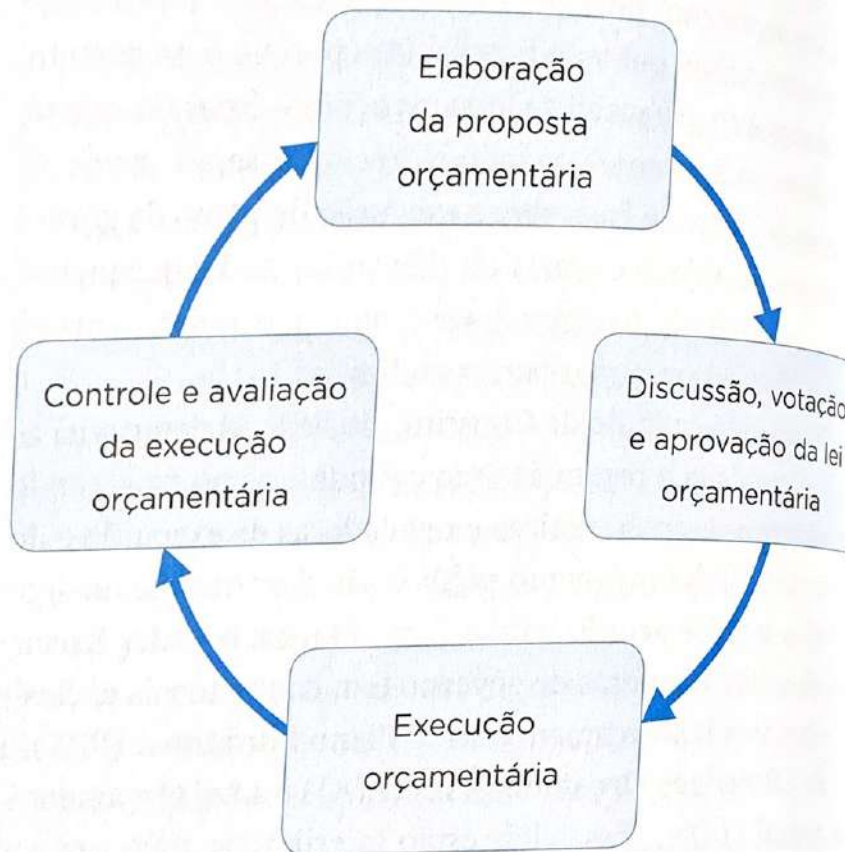 Elaboração
da proposta
orçamentária
Discussão, votação
e aprovação da lei
orçamentária
Execução
orçamentária
Controle e avaliação
da execução
orçamentária